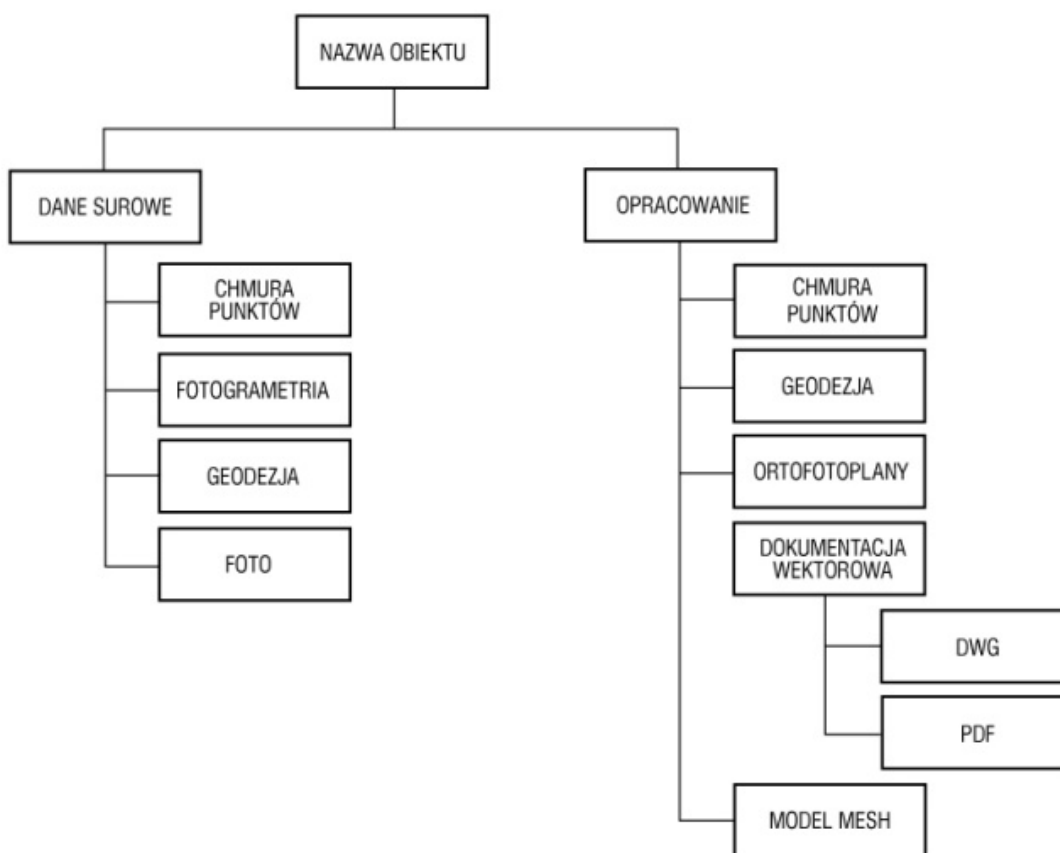 NAZWA OBIEKTU
DANE SUROWE
CHMURA
PUNKTÓW
FOTOGRAMETRIA
GEODEZJA
FOTO
OPRACOWANIE
CHMURA
PUNKTÓW
GEODEZJA
ORTOFOTOPLANY
DOKUMENTACJA
WEKTOROWA
DWG
PDF
MODEL MESH